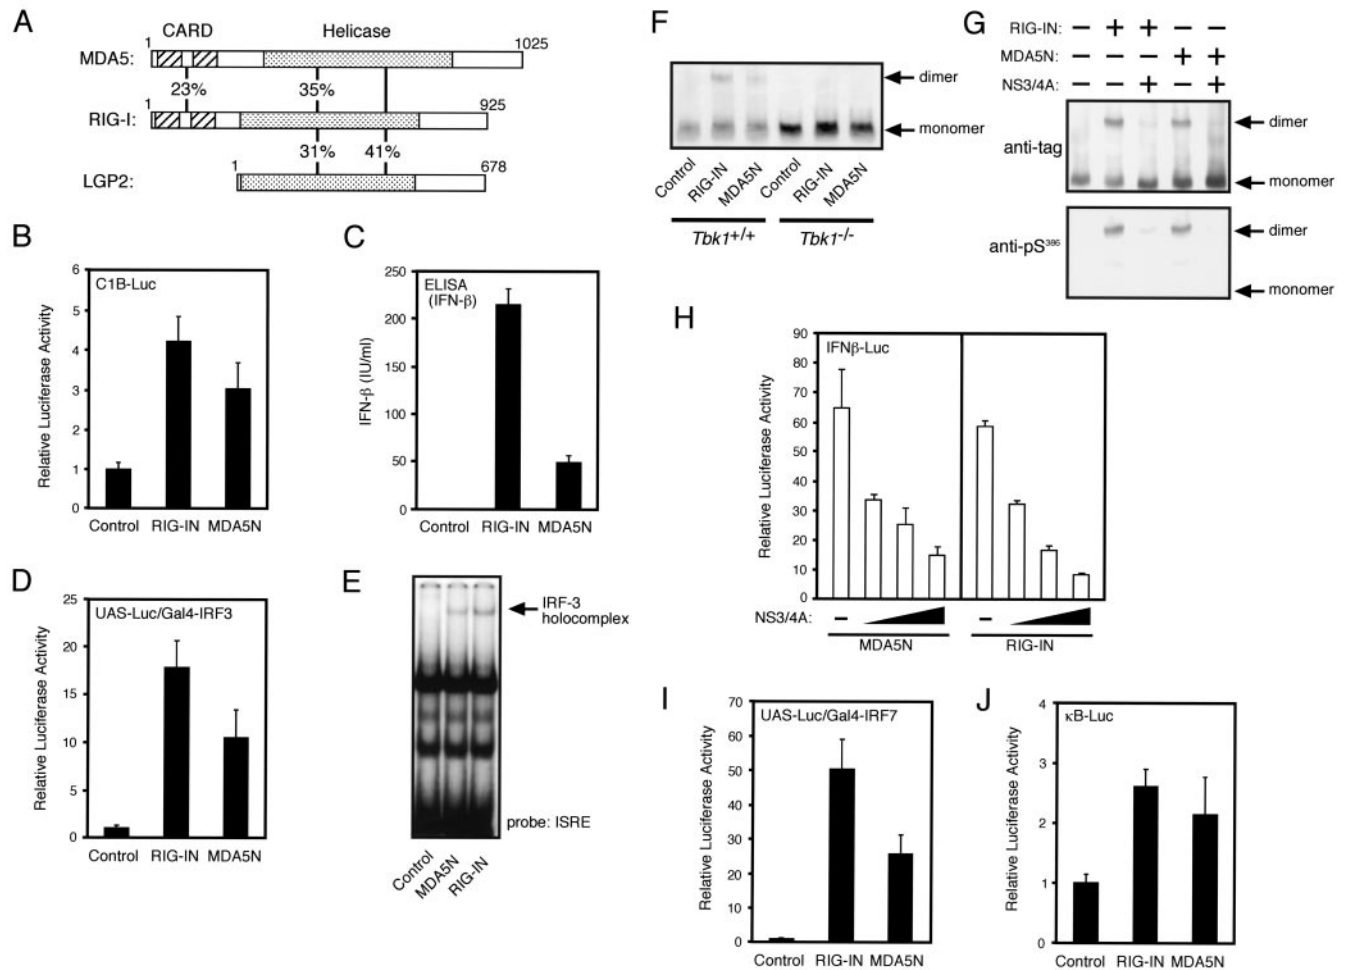 A
CARD Helicase
1 1025
MDA5:
23% 35%
1 925
RIG-I:
31% 41%
1 678
LGP2:
B
C1B-Luc
Relative Luciferase Activity
6
5
4
3
2
1
0
Control RIG-IN MDA5N
C
ELISA
(IFN-β)
IFN-β (IU/ml)
250
200
150
100
50
0
Control RIG-IN MDA5N
D
UAS-Luc/Gal4-IRF3
Relative Luciferase Activity
25
20
15
10
5
0
Control RIG-IN MDA5N
E
IRF-3
holocomplex
probe: ISRE
Control MDA5N RIG-IN
F
dimer
monomer
Control RIG-IN MDA5N Control RIG-IN MDA5N
Tbk1+/+ Tbk1-/-
G
RIG-IN: − + + − −
MDA5N: − − − + +
NS3/4A: − − + − +
anti-tag
dimer
monomer
anti-pS386
dimer
monomer
H
IFNβ-Luc
Relative Luciferase Activity
90
80
70
60
50
40
30
20
10
0
NS3/4A: − −
MDA5N RIG-IN
I
UAS-Luc/Gal4-IRF7
Relative Luciferase Activity
70
60
50
40
30
20
10
0
Control RIG-IN MDA5N
J
κB-Luc
Relative Luciferase Activity
4
3
2
1
0
Control RIG-IN MDA5N